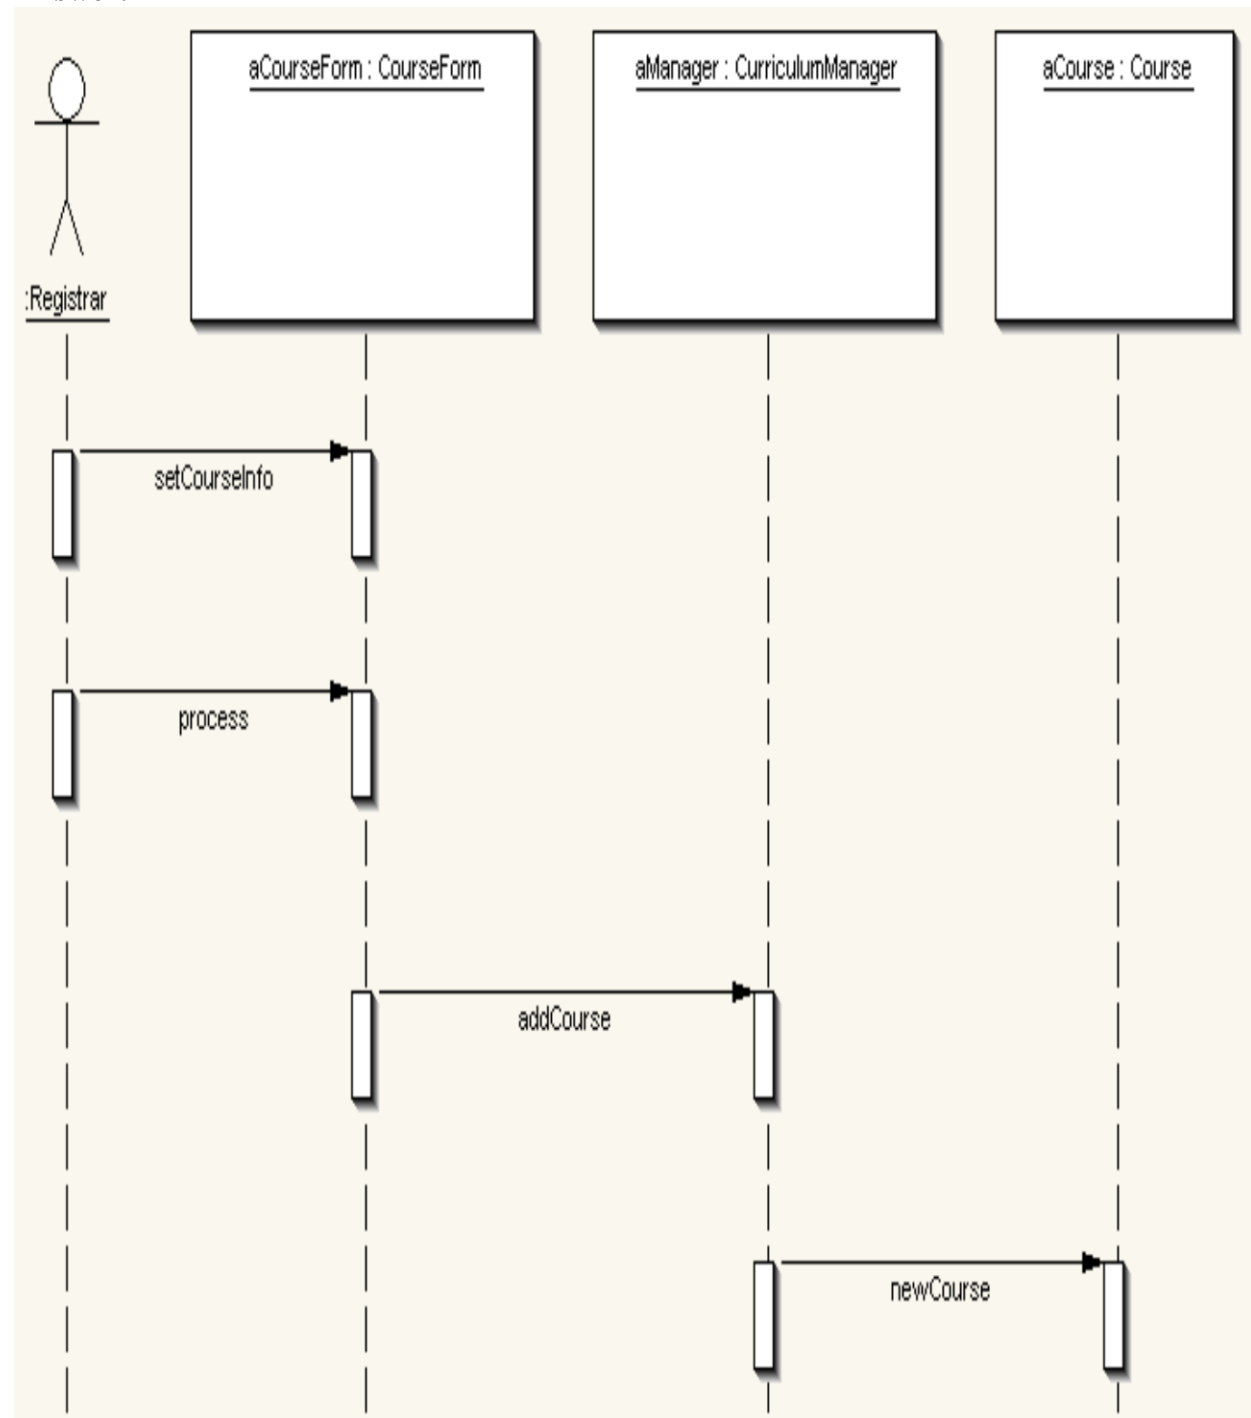 aCourseForm : CourseForm
aManager : CurriculumManager
aCourse : Course
:Registrar
setCourseInfo
process
addCourse
newCourse